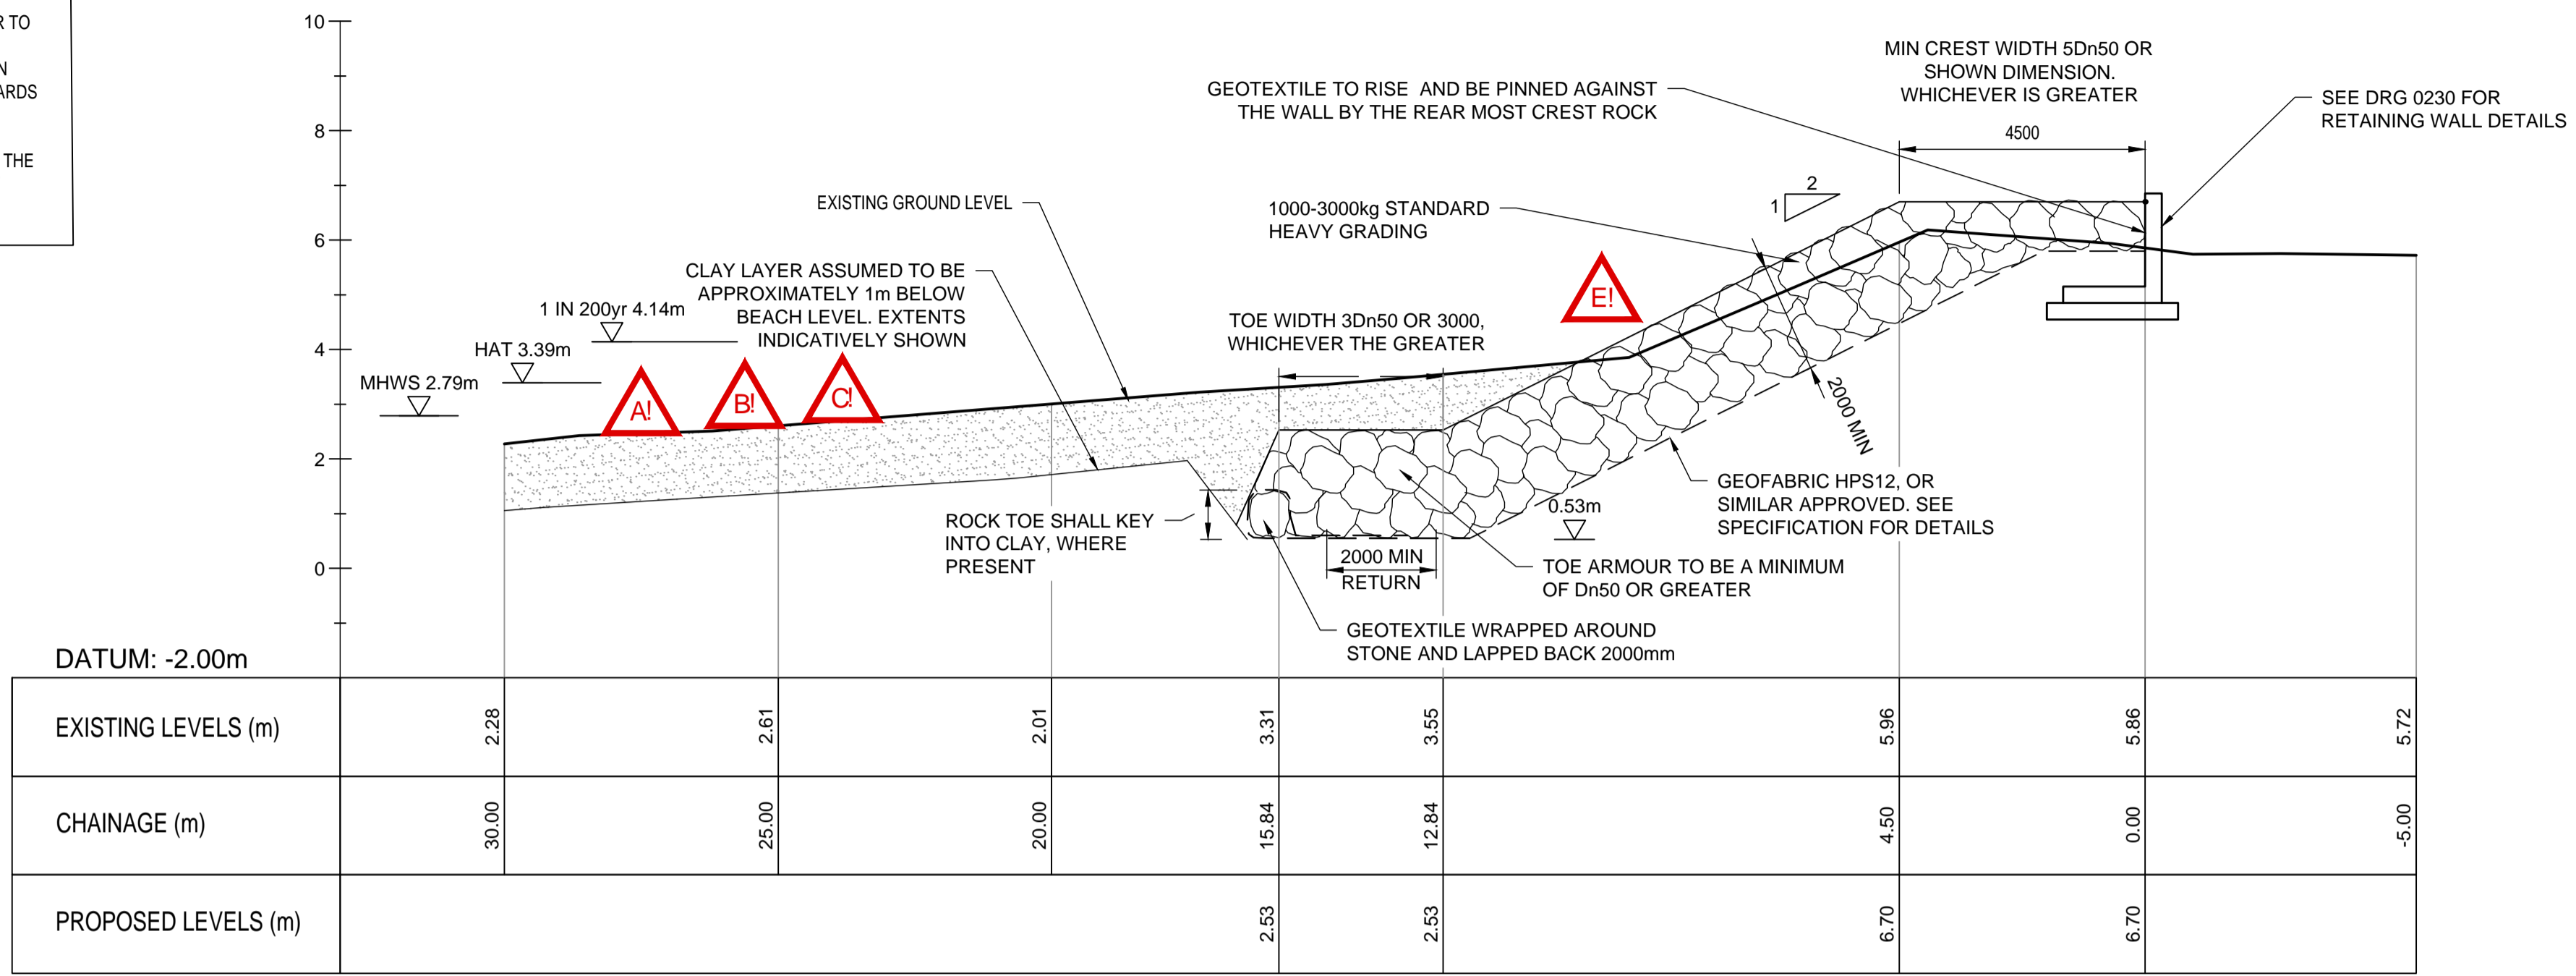 R TO
N
ARDS
THE
10
8
6
4
2
0
MIN CREST WIDTH 5Dn50 OR
SHOWN DIMENSION.
WHICHEVER IS GREATER
GEOTEXTILE TO RISE AND BE PINNED AGAINST
THE WALL BY THE REAR MOST CREST ROCK
SEE DRG 0230 FOR
RETAINING WALL DETAILS
4500
2
1
EXISTING GROUND LEVEL
1000-3000kg STANDARD
HEAVY GRADING
CLAY LAYER ASSUMED TO BE
APPROXIMATELY 1m BELOW
BEACH LEVEL. EXTENTS
INDICATIVELY SHOWN
1 IN 200yr 4.14m
HAT 3.39m
MHWS 2.79m
A!
B!
C!
E!
TOE WIDTH 3Dn50 OR 3000,
WHICHEVER THE GREATER
2000 MIN
GEOFABRIC HPS12, OR
SIMILAR APPROVED. SEE
SPECIFICATION FOR DETAILS
0.53m
ROCK TOE SHALL KEY
INTO CLAY, WHERE
PRESENT
2000 MIN
RETURN
TOE ARMOUR TO BE A MINIMUM
OF Dn50 OR GREATER
GEOTEXTILE WRAPPED AROUND
STONE AND LAPPED BACK 2000mm
DATUM: -2.00m
EXISTING LEVELS (m) 2.28 2.61 2.01 3.31 3.55 5.96 5.86 5.72
CHAINAGE (m) 30.00 25.00 20.00 15.84 12.84 4.50 0.00 -5.00
PROPOSED LEVELS (m) 2.53 2.53 6.70 6.70